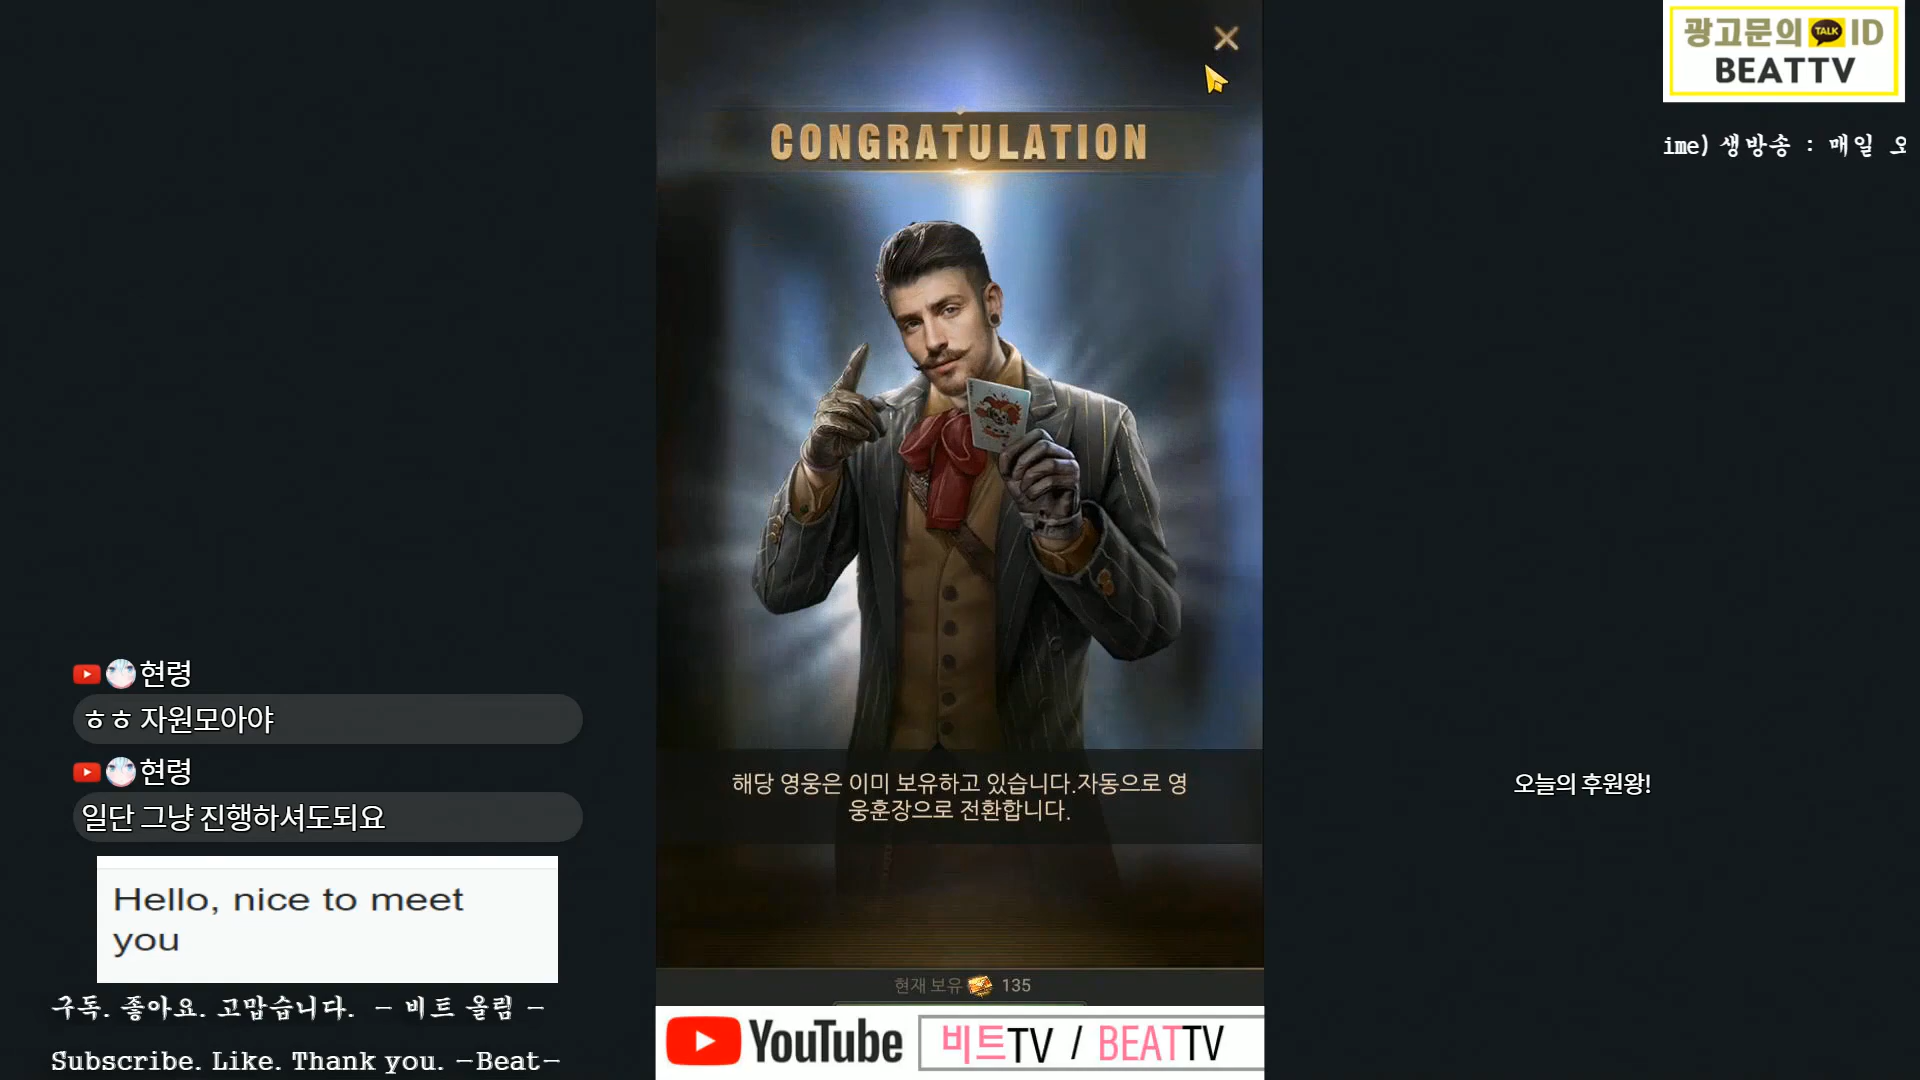 광고문의 TALK ID
BEATTV
ime) 생방송 : 매일 오
CONGRATULATION
현령
ㅎㅎ 자원모아야
현령
일단 그냥 진행하셔도되요
Hello, nice to meet
you
구독. 좋아요. 고맙습니다. - 비트 올림 -
Subscribe. Like. Thank you. -Beat-
해당 영웅은 이미 보유하고 있습니다.자동으로 영
웅훈장으로 전환합니다.
현재 보유 135
YouTube 비트TV / BEATTV
오늘의 후원왕!